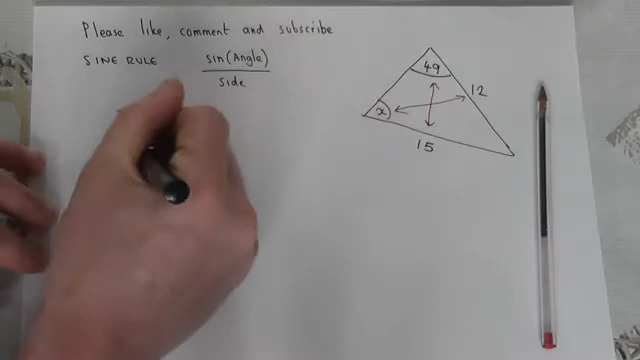 Please like, comment and subscribe
SINE RULE sin(Angle)
side
49
x
12
15